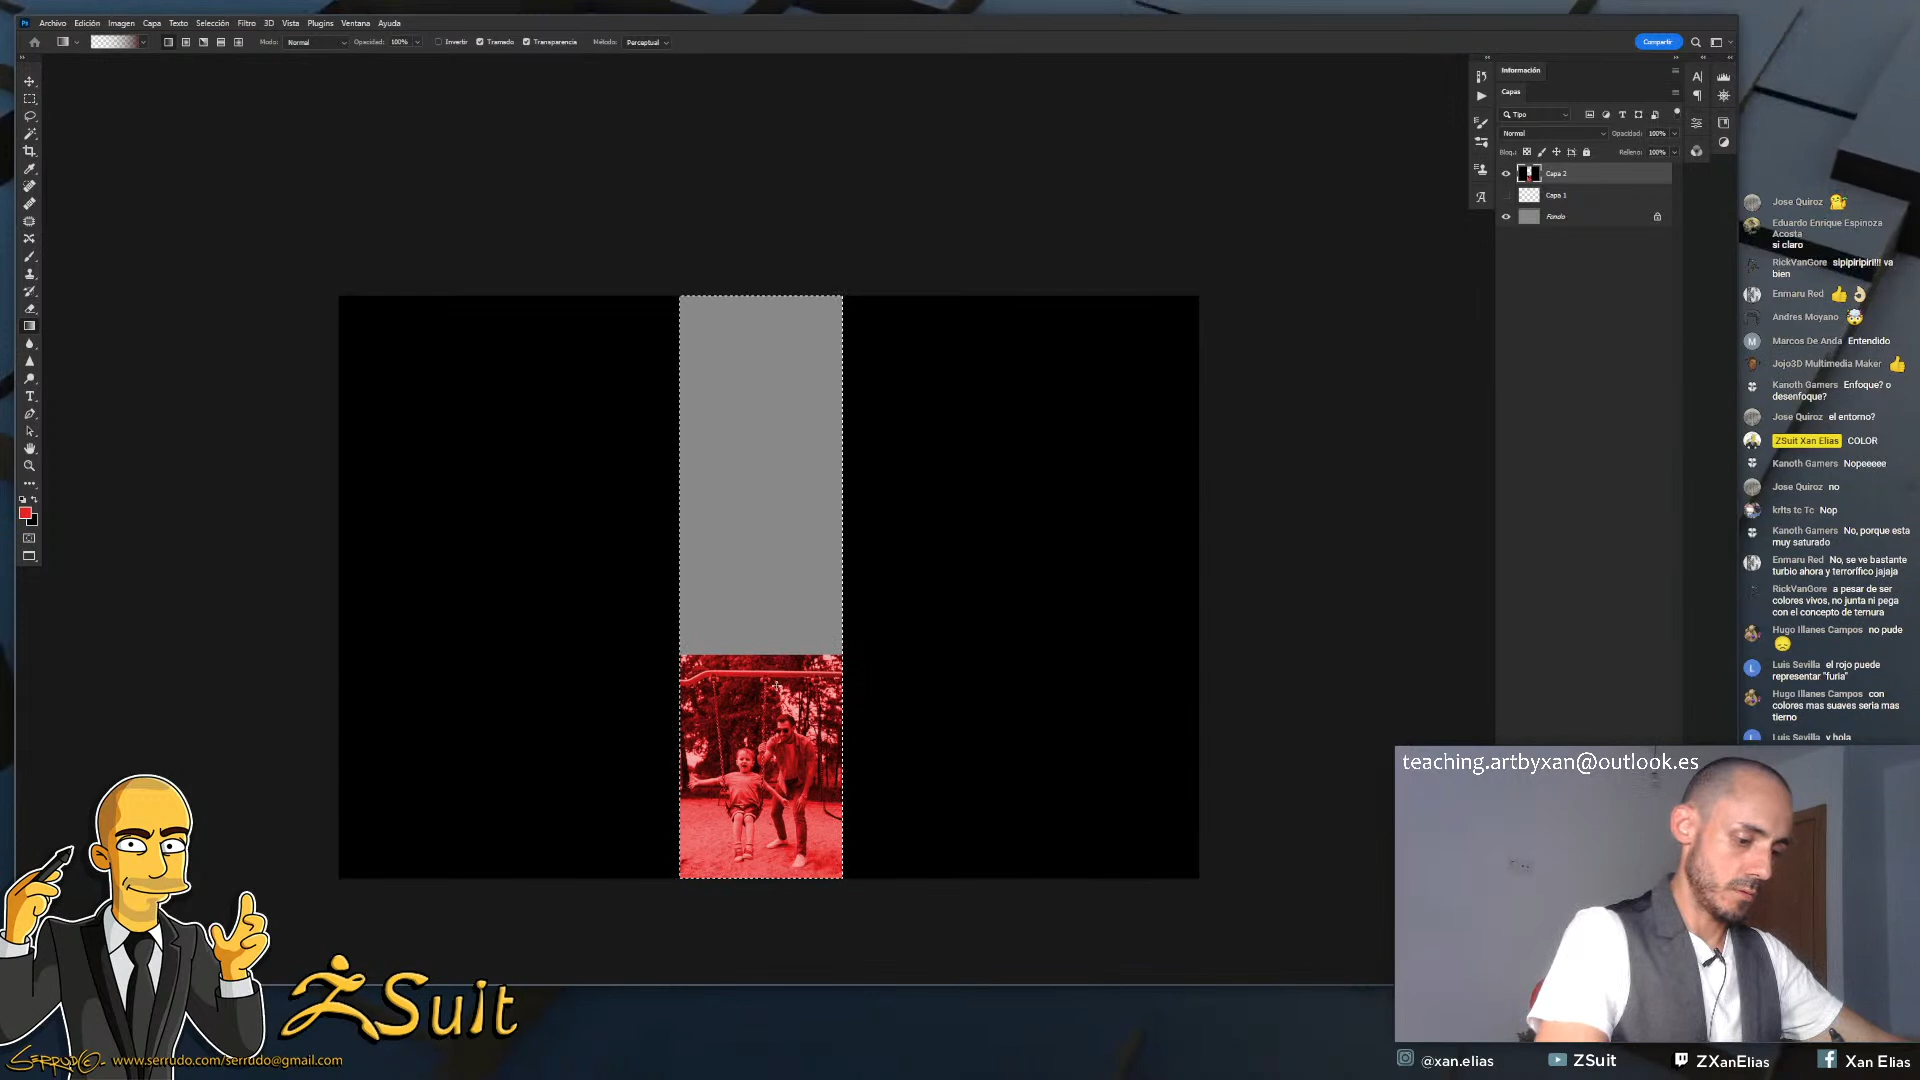 Archivo Edición Imagen Capa Texto Selección Filtro 3D Vista Plugins Ventana Ayuda
Modo: Normal Opacidad: 100% Invertir Tramado Transparencia Método: Perceptual
Compartir
Información
Capas
Tipo
Normal Opacidad: 100%
Bloq.: Relleno: 100%
Capa 2
Capa 1
Fondo
Jose Quiroz
Eduardo Enrique Espinoza
Acosta
si claro
RickVanGore sipipiripiri!!! va
bien
Enmaru Red
Andres Moyano
Marcos De Anda Entendido
Jojo3D Multimedia Maker
Kanoth Gamers Enfoque? o
desenfoque?
Jose Quiroz el entorno?
ZSuit Xan Elias COLOR
Kanoth Gamers Nopeeeee
Jose Quiroz no
krlts tc Tc Nop
Kanoth Gamers No, porque esta
muy saturado
Enmaru Red No, se ve bastante
turbio ahora y terrorífico jajaja
RickVanGore a pesar de ser
colores vivos, no junta ni pega
con el concepto de ternura
Hugo Illanes Campos no pude
Luis Sevilla el rojo puede
representar "furia"
Hugo Illanes Campos con
colores mas suaves seria mas
tierno
Luis Sevilla y hola
teaching.artbyxan@outlook.es
ZSuit
SERRUDO©- www.serrudo.com/serrudo@gmail.com
@xan.elias ZSuit ZXanElias Xan Elias